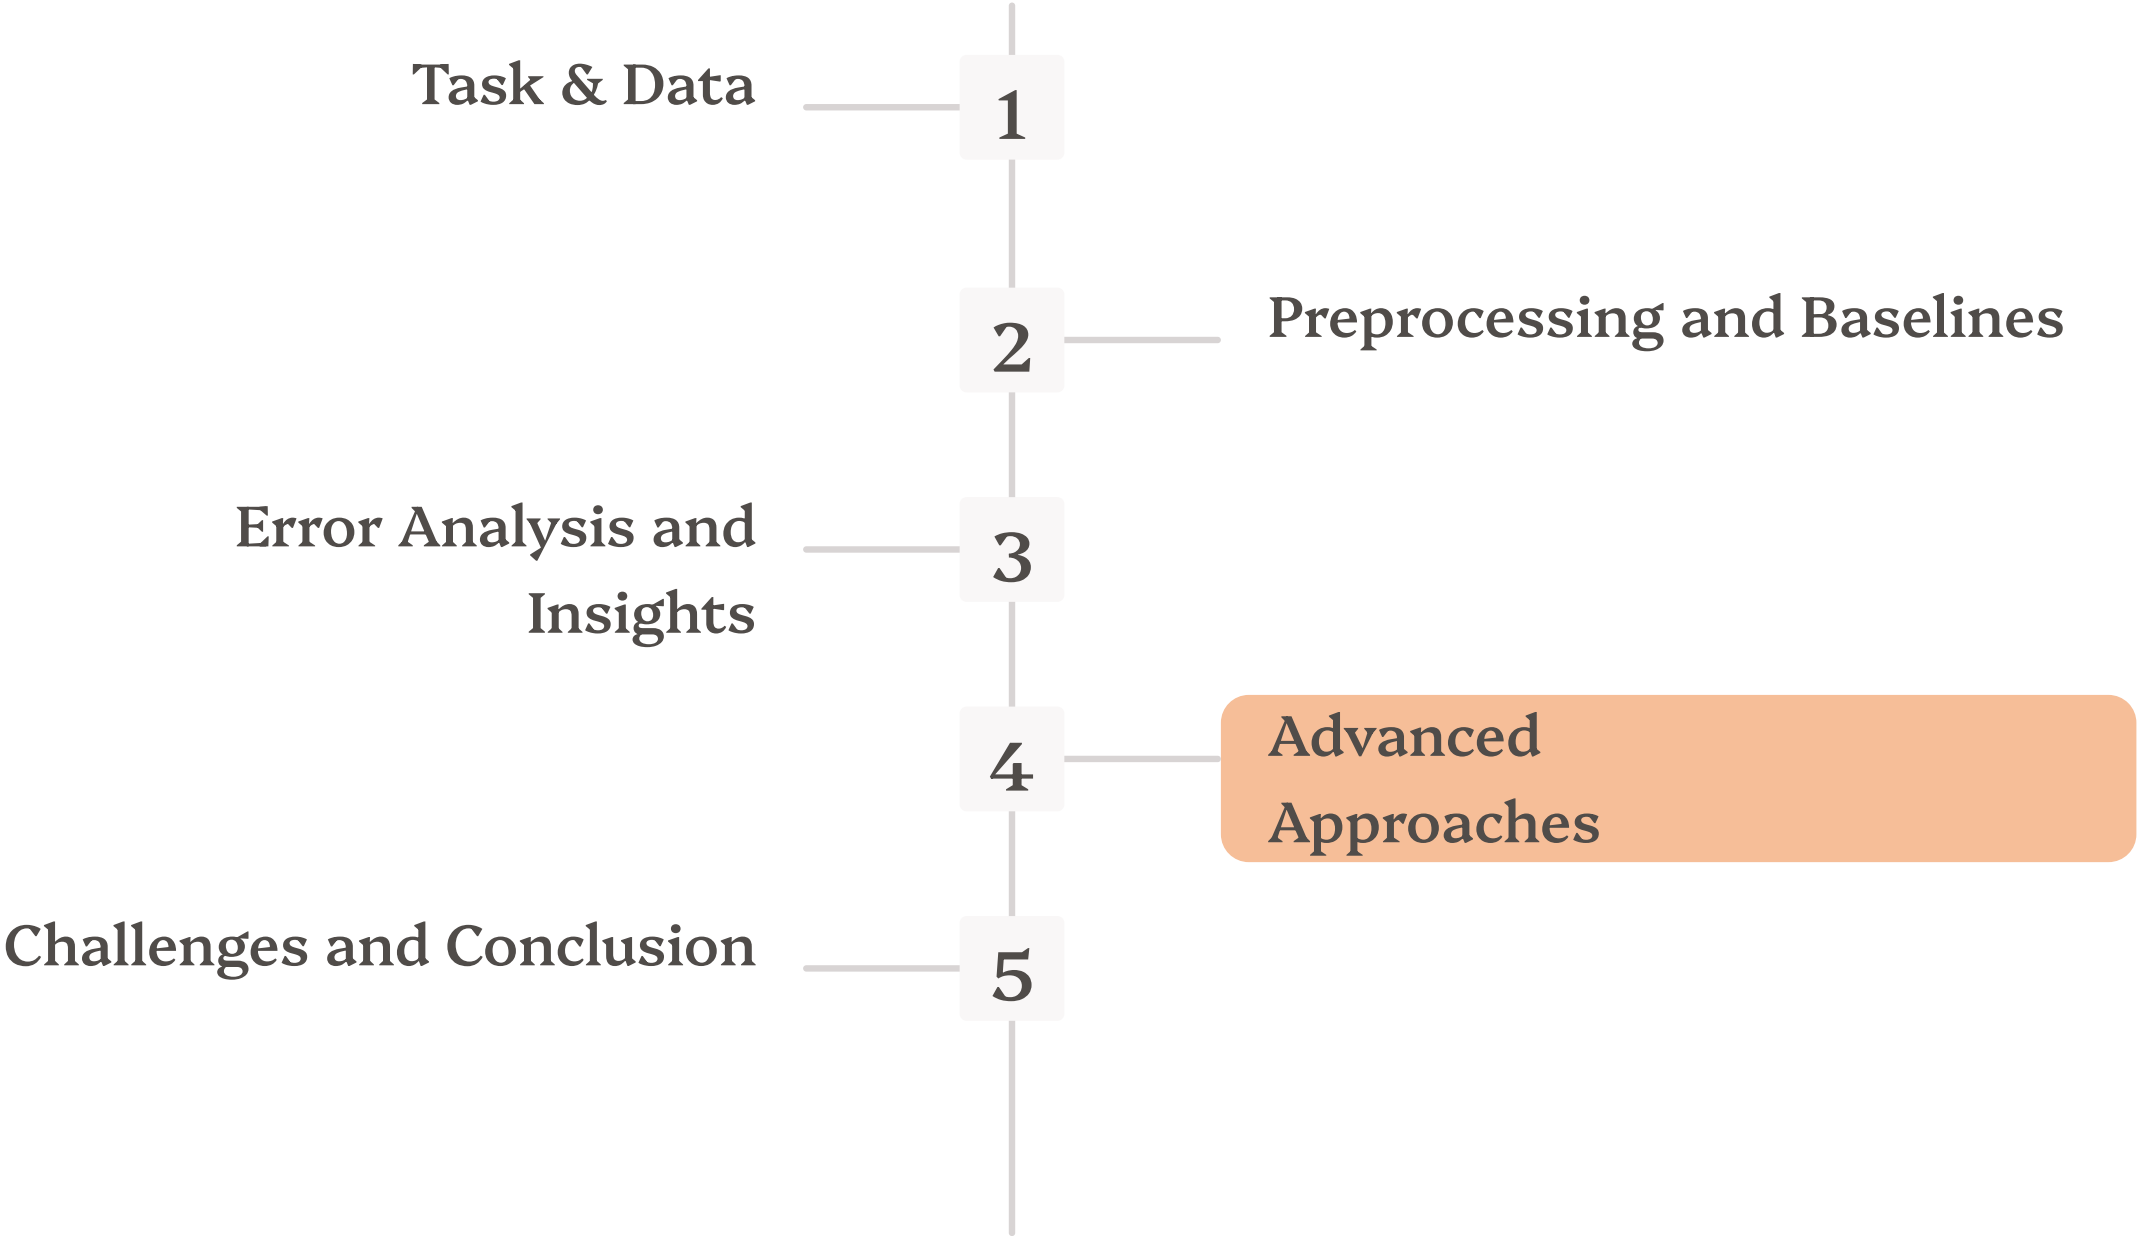 Task & Data
1
2
Preprocessing and Baselines
Error Analysis and
Insights
3
4
Advanced
Approaches
Challenges and Conclusion
5